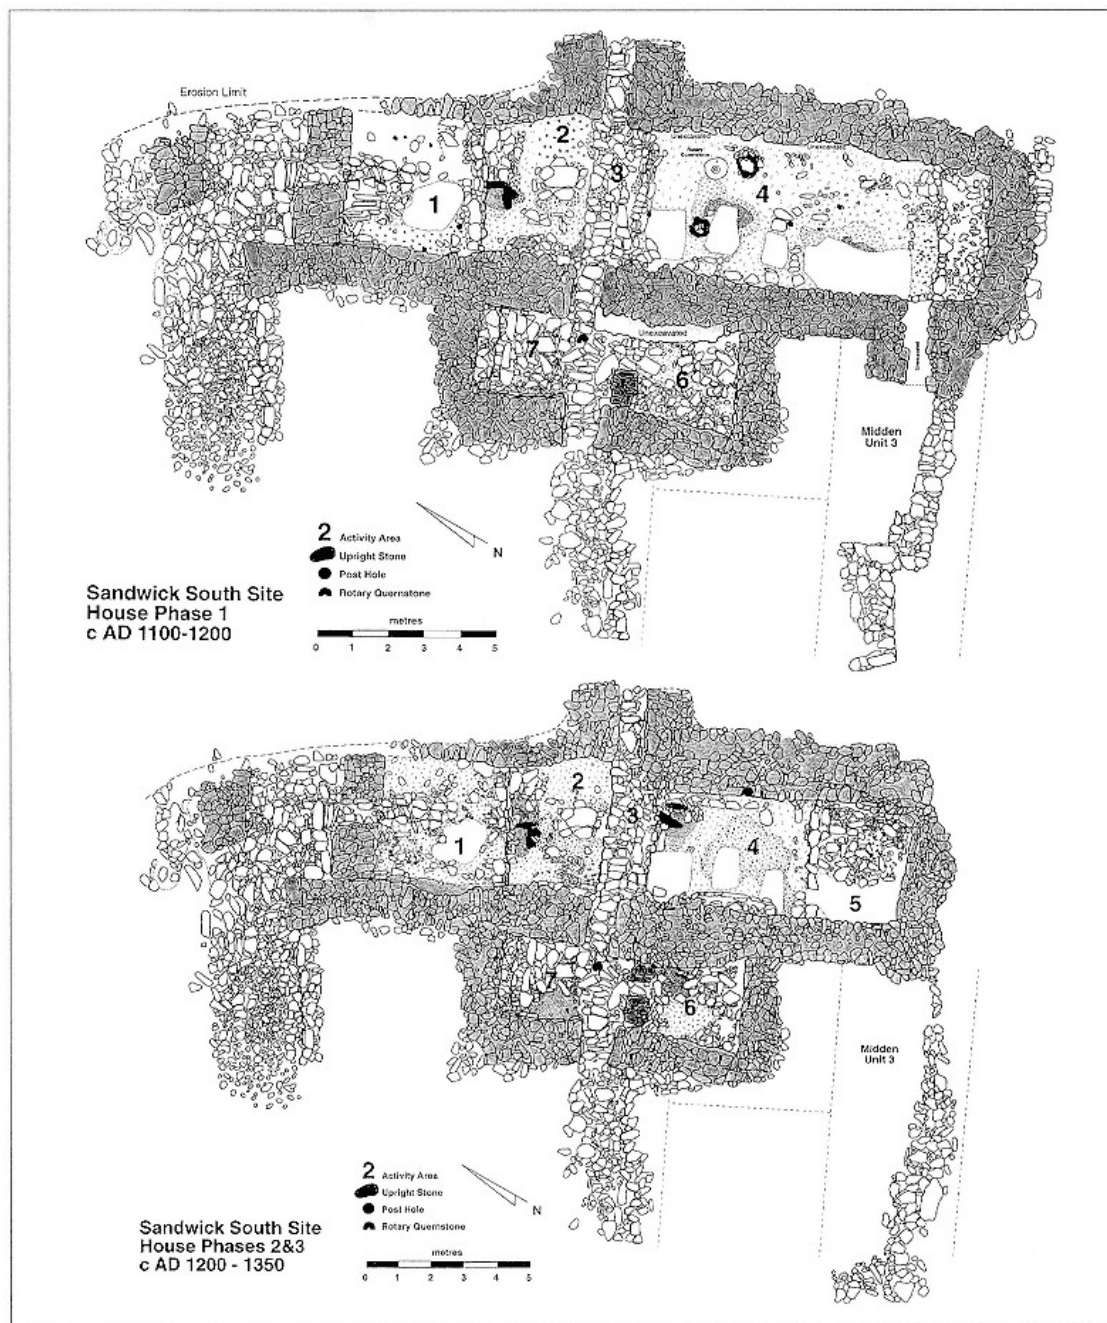 Erosion Limit
Unexcavated
Unexcavated
Rotary
Quernstone
2
3
4
1
Unexcavated
7
6
Unexcavated
Midden
Unit 3
N
2 Activity Area
Upright Stone
Post Hole
Rotary Quernstone
Sandwick South Site
House Phase 1
c AD 1100-1200
metres
0 1 2 3 4 5
2
3
1
4
5
7
6
Midden
Unit 3
N
2 Activity Area
Upright Stone
Post Hole
Rotary Quernstone
Sandwick South Site
House Phases 2&3
c AD 1200 - 1350
metres
0 1 2 3 4 5